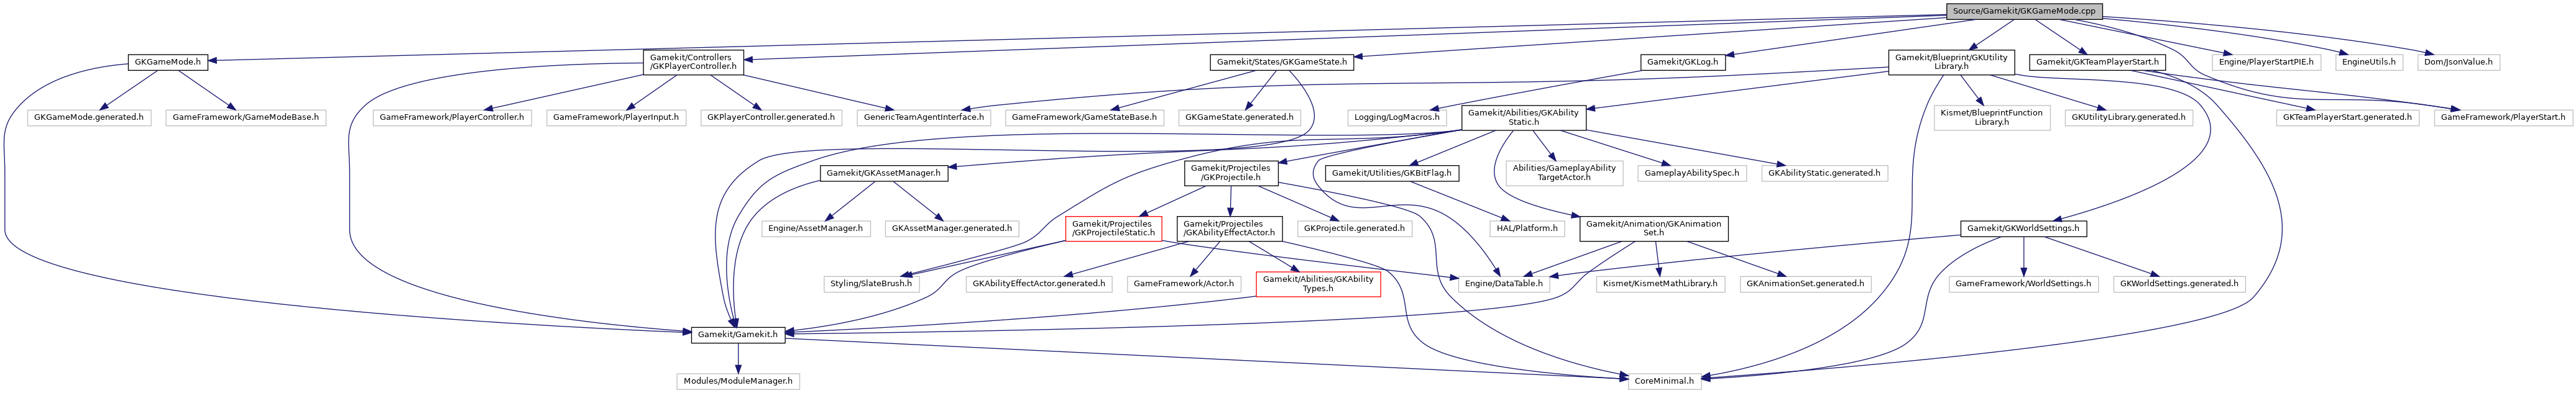 Source/Gamekit/GKGameMode.cpp
GKGameMode.h
Gamekit/Controllers
/GKPlayerController.h
Gamekit/States/GKGameState.h
Gamekit/GKLog.h
Gamekit/Blueprint/GKUtility
Library.h
Gamekit/GKTeamPlayerStart.h
Engine/PlayerStartPIE.h
EngineUtils.h
Dom/JsonValue.h
GKGameMode.generated.h
GameFramework/GameModeBase.h
GameFramework/PlayerController.h
GameFramework/PlayerInput.h
GKPlayerController.generated.h
GenericTeamAgentInterface.h
GameFramework/GameStateBase.h
GKGameState.generated.h
Logging/LogMacros.h
Gamekit/Abilities/GKAbility
Static.h
Kismet/BlueprintFunction
Library.h
GKUtilityLibrary.generated.h
GKTeamPlayerStart.generated.h
GameFramework/PlayerStart.h
Gamekit/GKAssetManager.h
Gamekit/Projectiles
/GKProjectile.h
Gamekit/Utilities/GKBitFlag.h
Abilities/GameplayAbility
TargetActor.h
GameplayAbilitySpec.h
GKAbilityStatic.generated.h
Engine/AssetManager.h
GKAssetManager.generated.h
Gamekit/Projectiles
/GKProjectileStatic.h
Gamekit/Projectiles
/GKAbilityEffectActor.h
GKProjectile.generated.h
HAL/Platform.h
Gamekit/Animation/GKAnimation
Set.h
Gamekit/GKWorldSettings.h
Styling/SlateBrush.h
GKAbilityEffectActor.generated.h
GameFramework/Actor.h
Gamekit/Abilities/GKAbility
Types.h
Engine/DataTable.h
Kismet/KismetMathLibrary.h
GKAnimationSet.generated.h
GameFramework/WorldSettings.h
GKWorldSettings.generated.h
Gamekit/Gamekit.h
Modules/ModuleManager.h
CoreMinimal.h